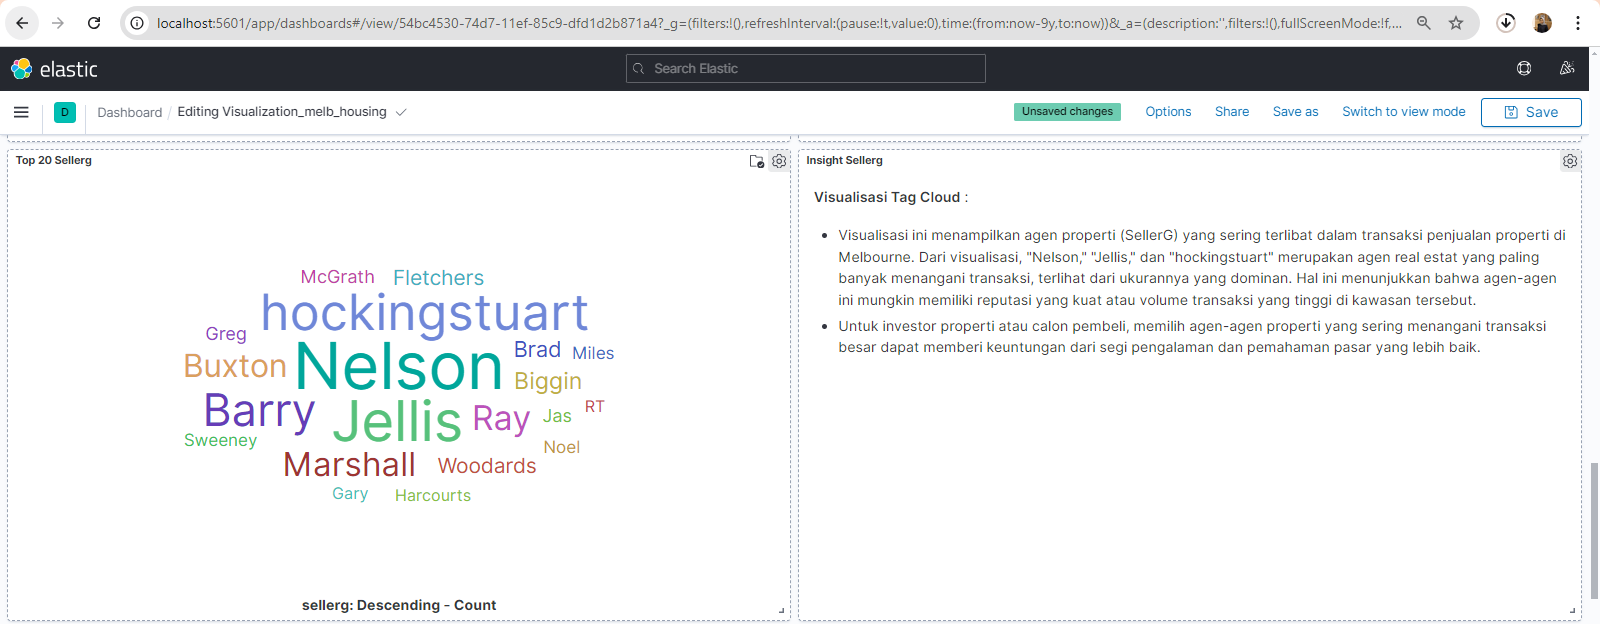 localhost:5601/app/dashboards#/view/54bc4530-74d7-11ef-85c9-dfd1d2b871a4?_g=(filters:!(),refreshInterval:(pause:!t,value:0),time:(from:now-9y,to:now))&_a=(description:'',filters:!(),fullScreenMode:!f,...
elastic
Search Elastic
D
Dashboard / Editing Visualization_melb_housing
Unsaved changes
Options
Share
Save as
Switch to view mode
Save
Top 20 Sellerg
McGrath Fletchers
hockingstuart
Greg
Nelson
Brad Miles
Buxton
Biggin
Barry
Jellis
Ray
Jas
RT
Sweeney
Noel
Marshall
Woodards
Gary
Harcourts
sellerg: Descending - Count
Insight Sellerg
Visualisasi Tag Cloud :
• Visualisasi ini menampilkan agen properti (SellerG) yang sering terlibat dalam transaksi penjualan properti di
Melbourne. Dari visualisasi, "Nelson," "Jellis," dan "hockingstuart" merupakan agen real estat yang paling
banyak menangani transaksi, terlihat dari ukurannya yang dominan. Hal ini menunjukkan bahwa agen-agen
ini mungkin memiliki reputasi yang kuat atau volume transaksi yang tinggi di kawasan tersebut.
• Untuk investor properti atau calon pembeli, memilih agen-agen properti yang sering menangani transaksi
besar dapat memberi keuntungan dari segi pengalaman dan pemahaman pasar yang lebih baik.